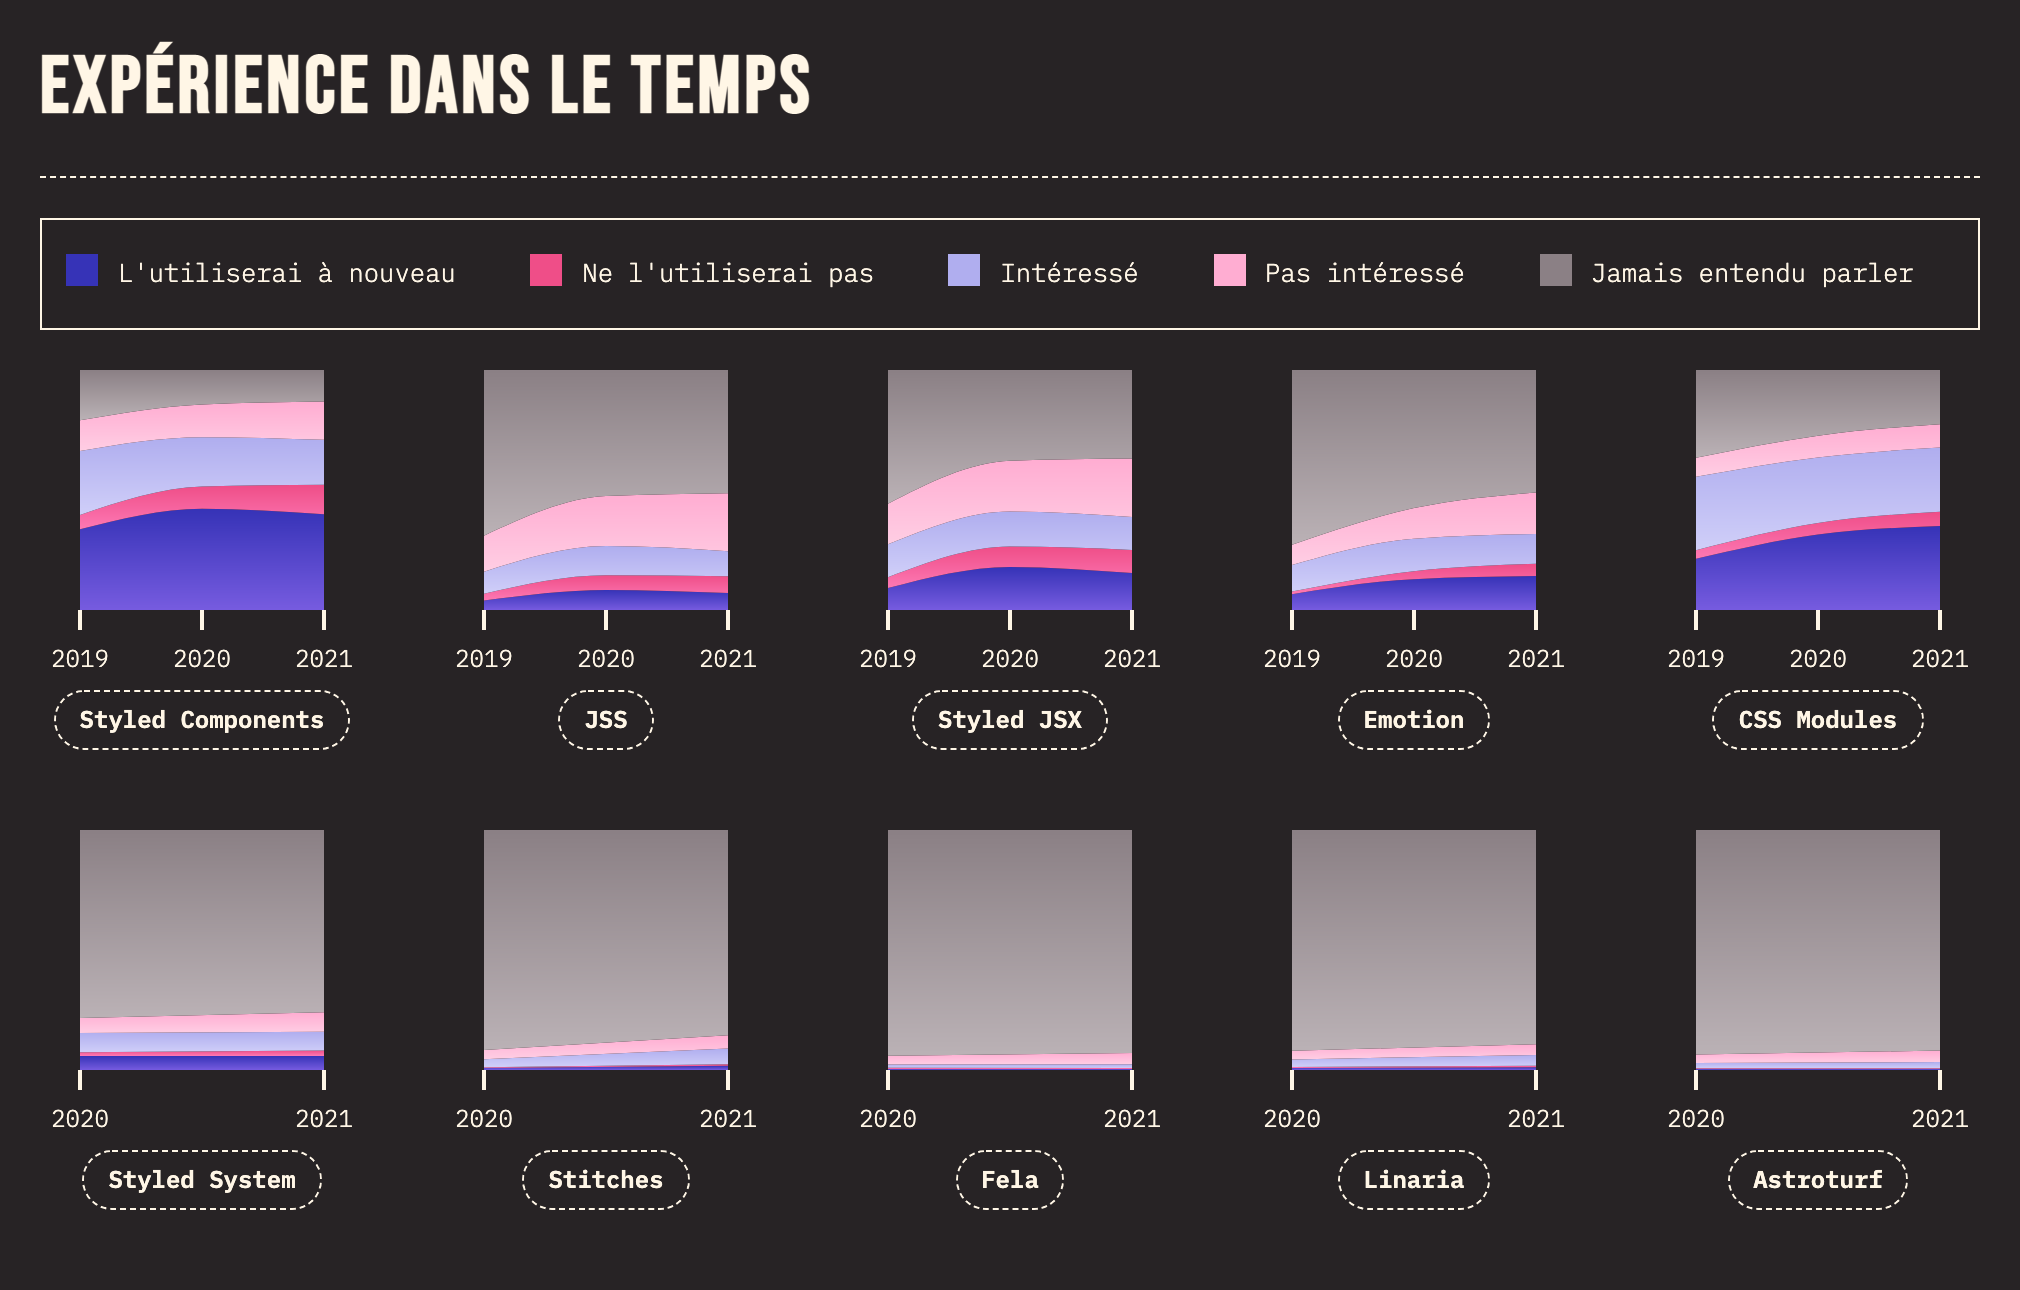 EXPÉRIENCE DANS LE TEMPS
L'utiliserai à nouveau Ne l'utiliserai pas Intéressé Pas intéressé Jamais entendu parler
2019 2020 2021 2019 2020 2021 2019 2020 2021 2019 2020 2021 2019 2020 2021
Styled Components JSS Styled JSX Emotion CSS Modules
2020 2021 2020 2021 2020 2021 2020 2021 2020 2021
Styled System Stitches Fela Linaria Astroturf